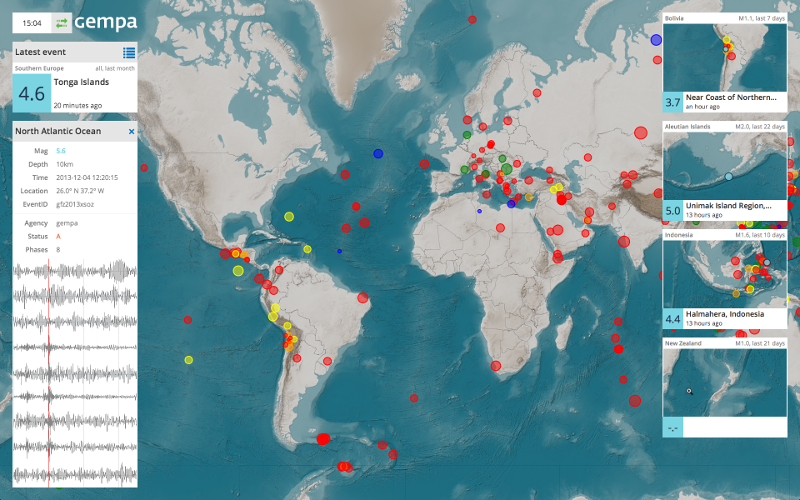 15:04
gempa
Latest event
Southern Europe all, last month
4.6
Tonga Islands
20 minutes ago
North Atlantic Ocean ×
Mag 5.6
Depth 10km
Time 2013-12-04 12:20:15
Location 26.0° N 37.2° W
EventID gfz2013xsoz
Agency gempa
Status A
Phases 8
Bolivia M1.1, last 7 days
3.7
Near Coast of Northern...
an hour ago
Aleutian Islands M2.0, last 22 days
5.0
Unimak Island Region,...
13 hours ago
Indonesia M1.6, last 10 days
4.4
Halmahera, Indonesia
13 hours ago
New Zealand M1.0, last 21 days
-.-